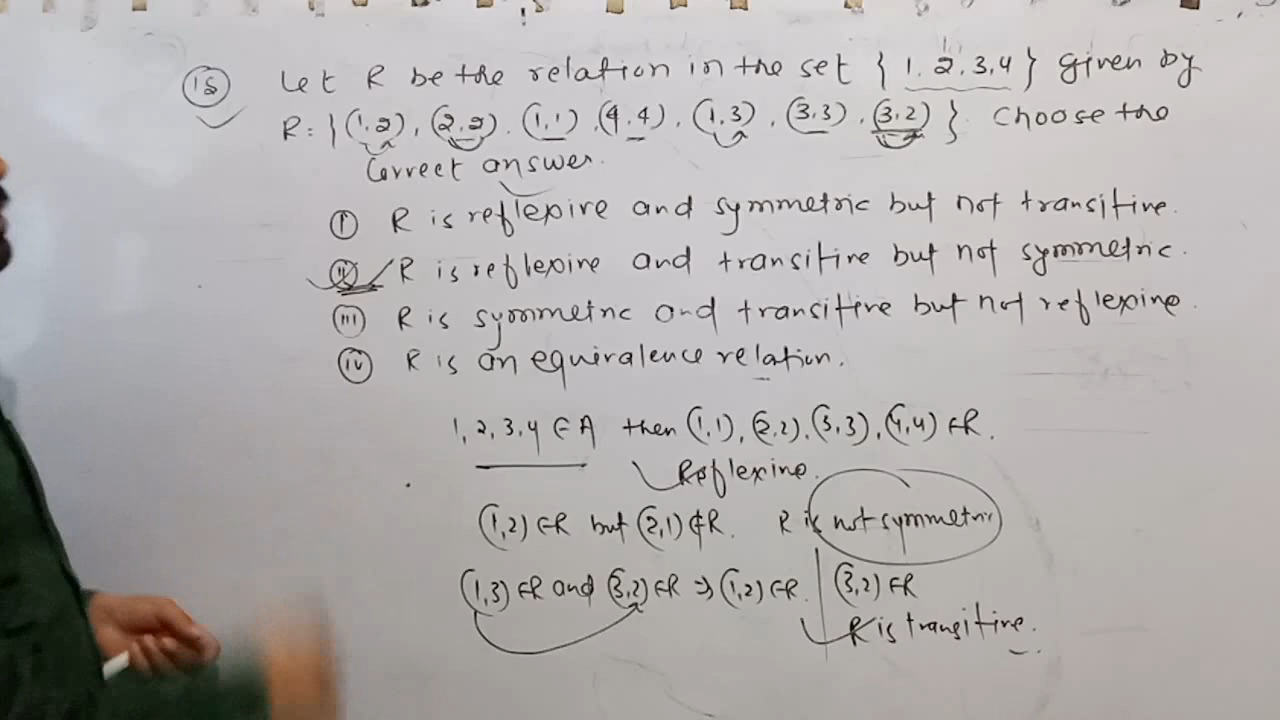 15 Let R be the relation in the set { 1, 2, 3, 4 } given by
R = { (1,2), (2,2), (1,1), (4,4), (1,3), (3,3), (3,2) }. Choose the
Correct answer.
(i) R is reflexive and symmetric but not transitive.
(ii) R is reflexive and transitive but not symmetric.
(iii) R is symmetric and transitive but not reflexive.
(iv) R is an equivalence relation.
1, 2, 3, 4 ∈ A then (1,1), (2,2), (3,3), (4,4) ∈ R.
Reflexive.
(1,2) ∈ R but (2,1) ∉ R. R is not symmetric
(1,3) ∈ R and (3,2) ∈ R ⇒ (1,2) ∈ R. | (3,2) ∈ R
R is transitive.